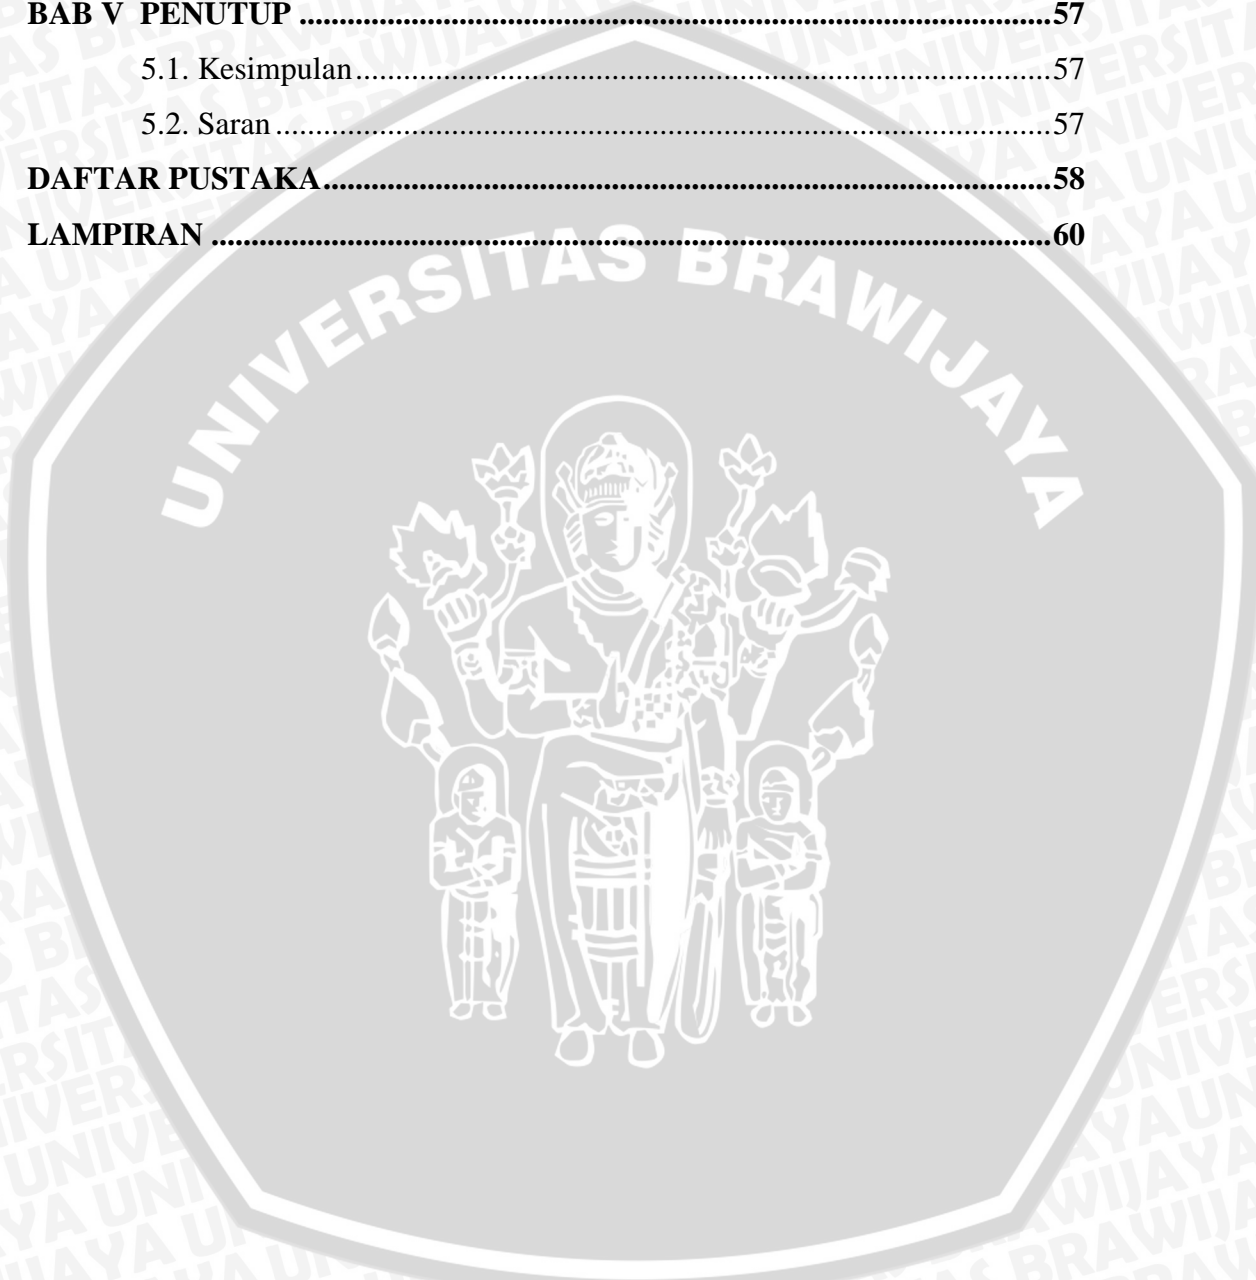 BAB V PENUTUP ........................................................................................57
5.1. Kesimpulan.....................................................................................57
5.2. Saran ...............................................................................................57
DAFTAR PUSTAKA.....................................................................................58
LAMPIRAN ...................................................................................................60
UNIVERSITAS BRAWIJAYA